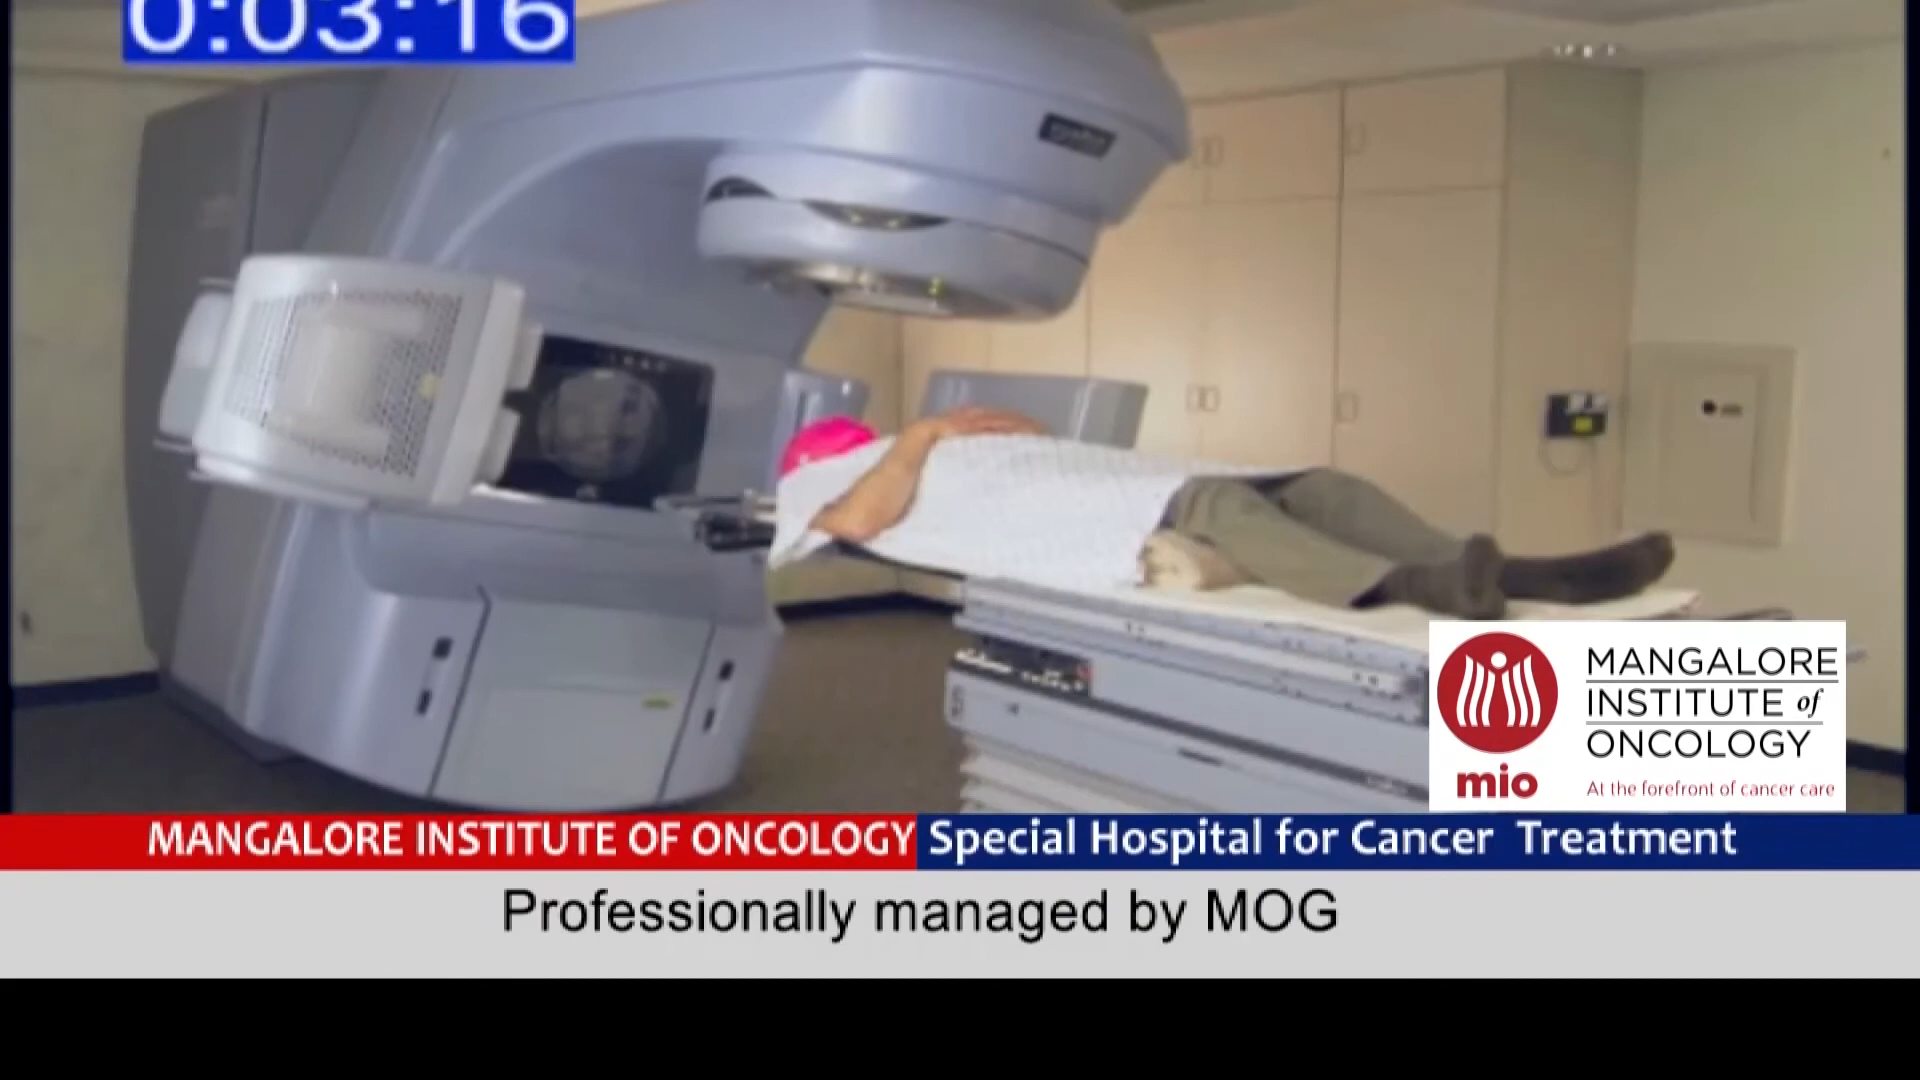 0:03:16
MANGALORE
INSTITUTE of
ONCOLOGY
mio
At the forefront of cancer care
MANGALORE INSTITUTE OF ONCOLOGY Special Hospital for Cancer Treatment
Professionally managed by MOG